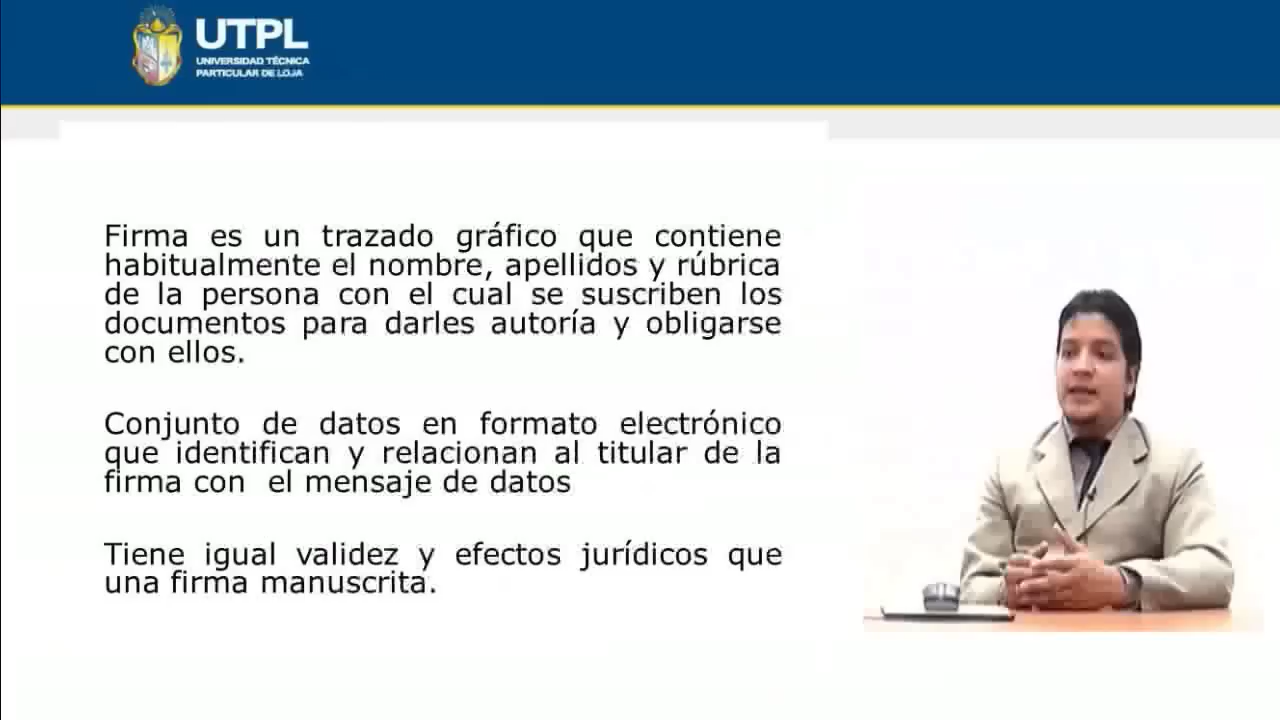 UTPL
UNIVERSIDAD TÉCNICA
PARTICULAR DE LOJA
Firma es un trazado gráfico que contiene
habitualmente el nombre, apellidos y rúbrica
de la persona con el cual se suscriben los
documentos para darles autoría y obligarse
con ellos.
Conjunto de datos en formato electrónico
que identifican y relacionan al titular de la
firma con el mensaje de datos
Tiene igual validez y efectos jurídicos que
una firma manuscrita.